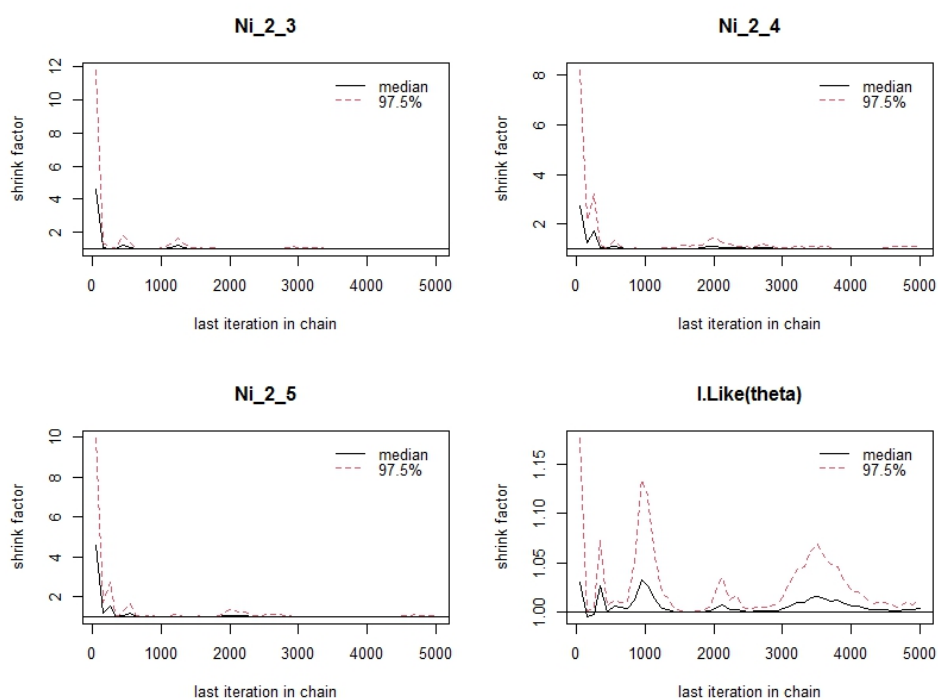 Ni_2_3
shrink factor
12
10
8
6
4
2
median
97.5%
0 1000 2000 3000 4000 5000
last iteration in chain
Ni_2_4
shrink factor
8
6
4
2
median
97.5%
0 1000 2000 3000 4000 5000
last iteration in chain
Ni_2_5
shrink factor
10
8
6
4
2
median
97.5%
0 1000 2000 3000 4000 5000
last iteration in chain
l.Like(theta)
shrink factor
1.15
1.10
1.05
1.00
median
97.5%
0 1000 2000 3000 4000 5000
last iteration in chain